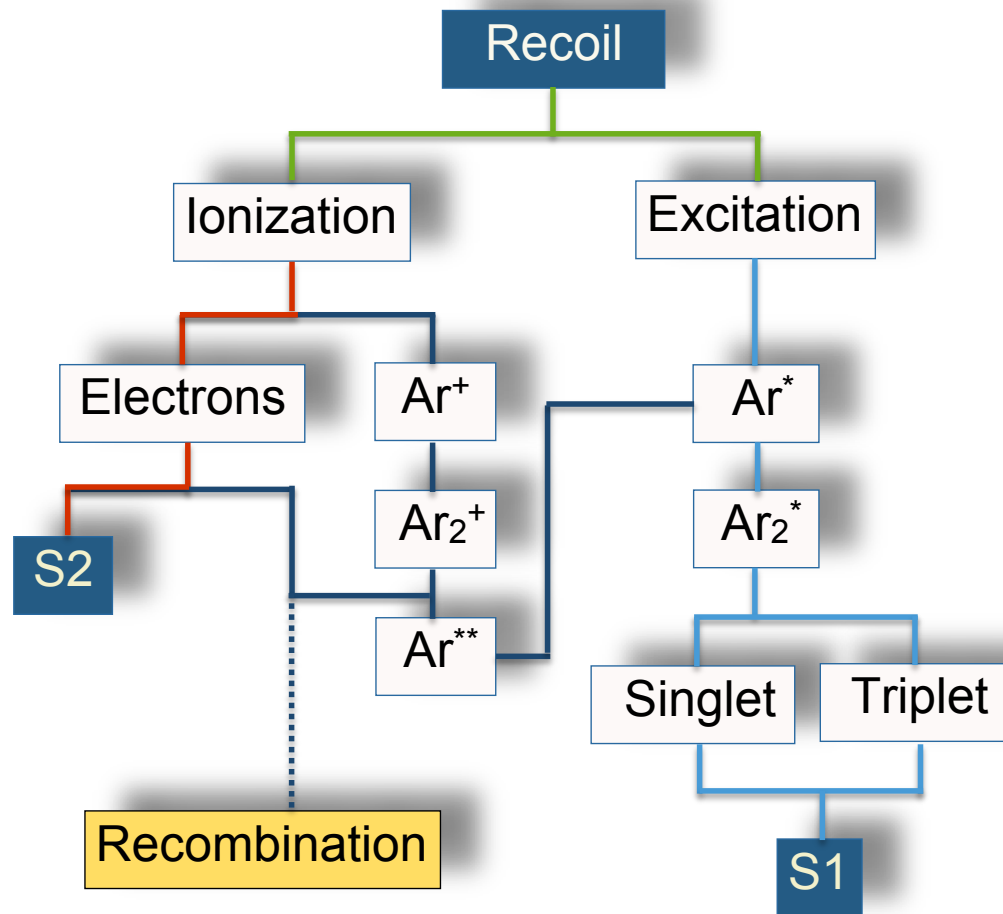 Recoil
Ionization
Excitation
Electrons
Ar⁺
Ar*
Ar₂⁺
Ar₂*
S2
Ar**
Singlet
Triplet
Recombination
S1